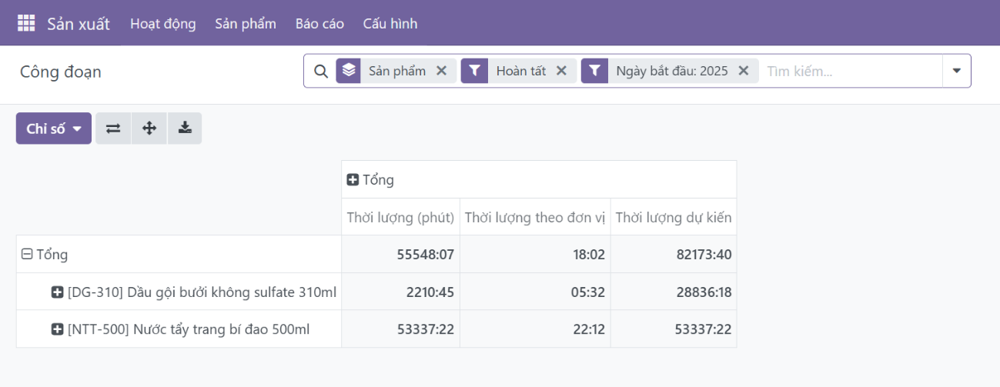 Sản xuất Hoạt động Sản phẩm Báo cáo Cấu hình
Công đoạn Sản phẩm Hoàn tất Ngày bắt đầu: 2025 Tìm kiếm...
Chỉ số
Tổng
Thời lượng (phút) Thời lượng theo đơn vị Thời lượng dự kiến
Tổng 55548:07 18:02 82173:40
[DG-310] Dầu gội bưởi không sulfate 310ml 2210:45 05:32 28836:18
[NTT-500] Nước tẩy trang bí đao 500ml 53337:22 22:12 53337:22